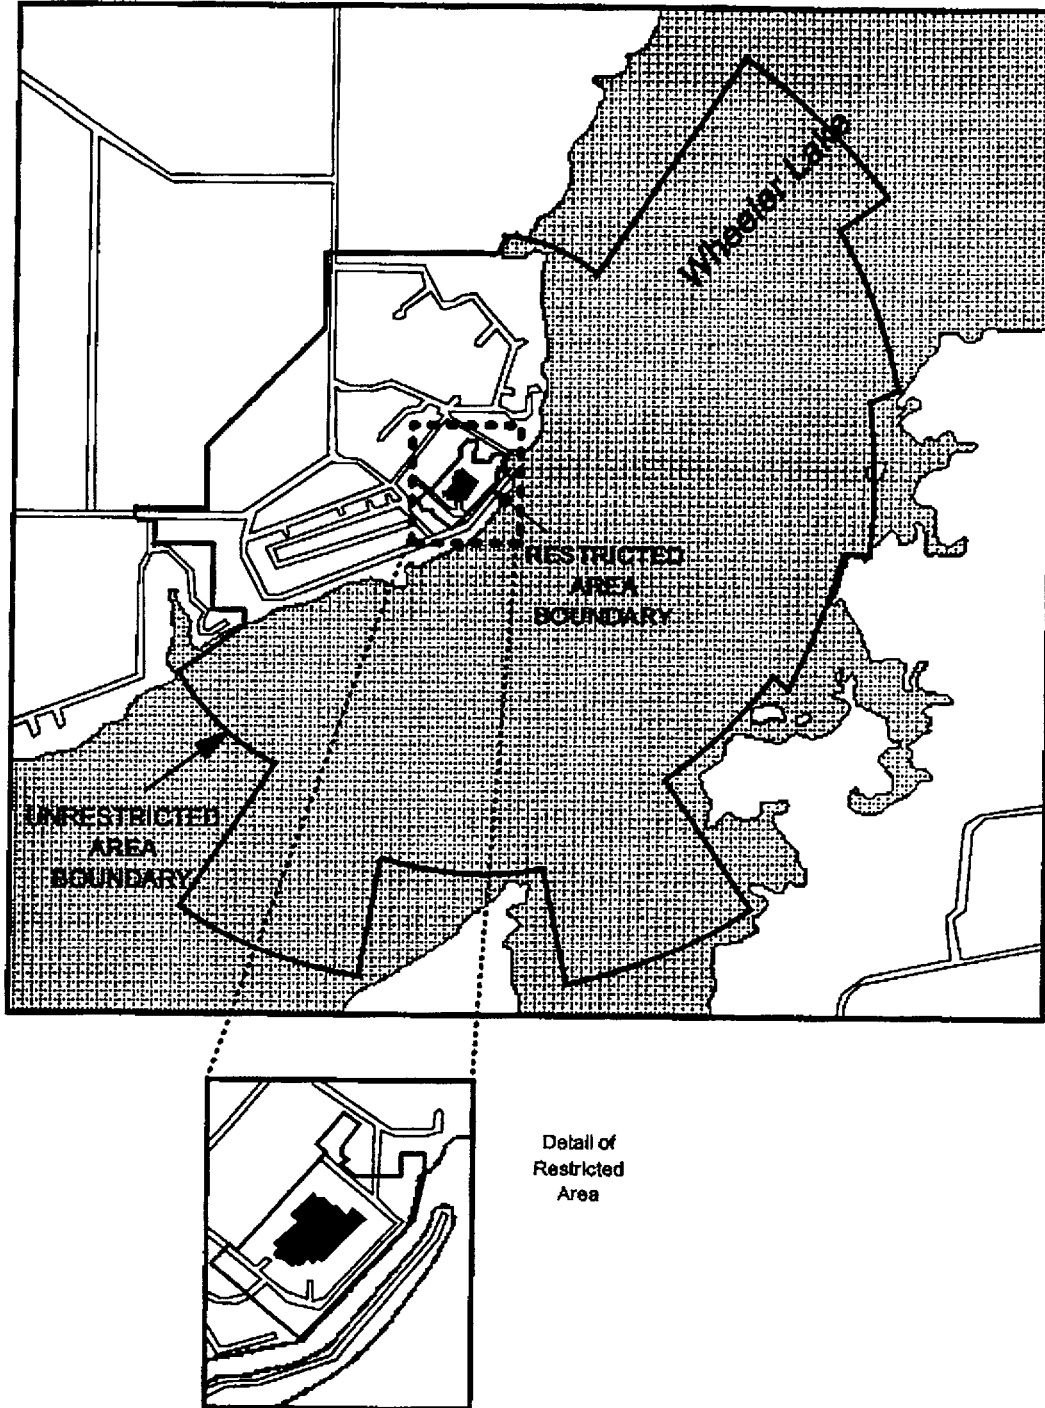 Wheeler Lake
RESTRICTED
AREA
BOUNDARY
UNRESTRICTED
AREA
BOUNDARY
Detail of
Restricted
Area